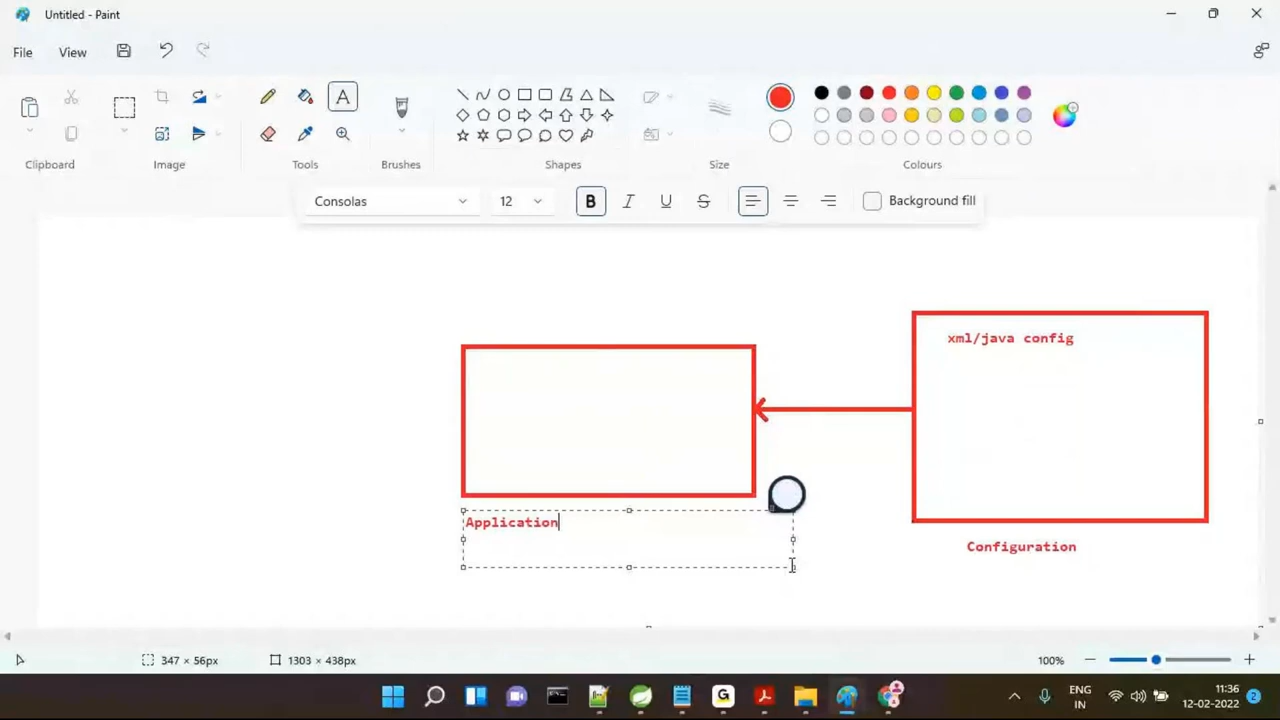 Untitled - Paint
File
View
A
Clipboard
Image
Tools
Brushes
Shapes
Size
Colours
Consolas
12
B
I
U
S
Background fill
xml/java config
Application
Configuration
347 × 56px
1303 × 438px
100%
ENG
IN
11:36
12-02-2022
2
G